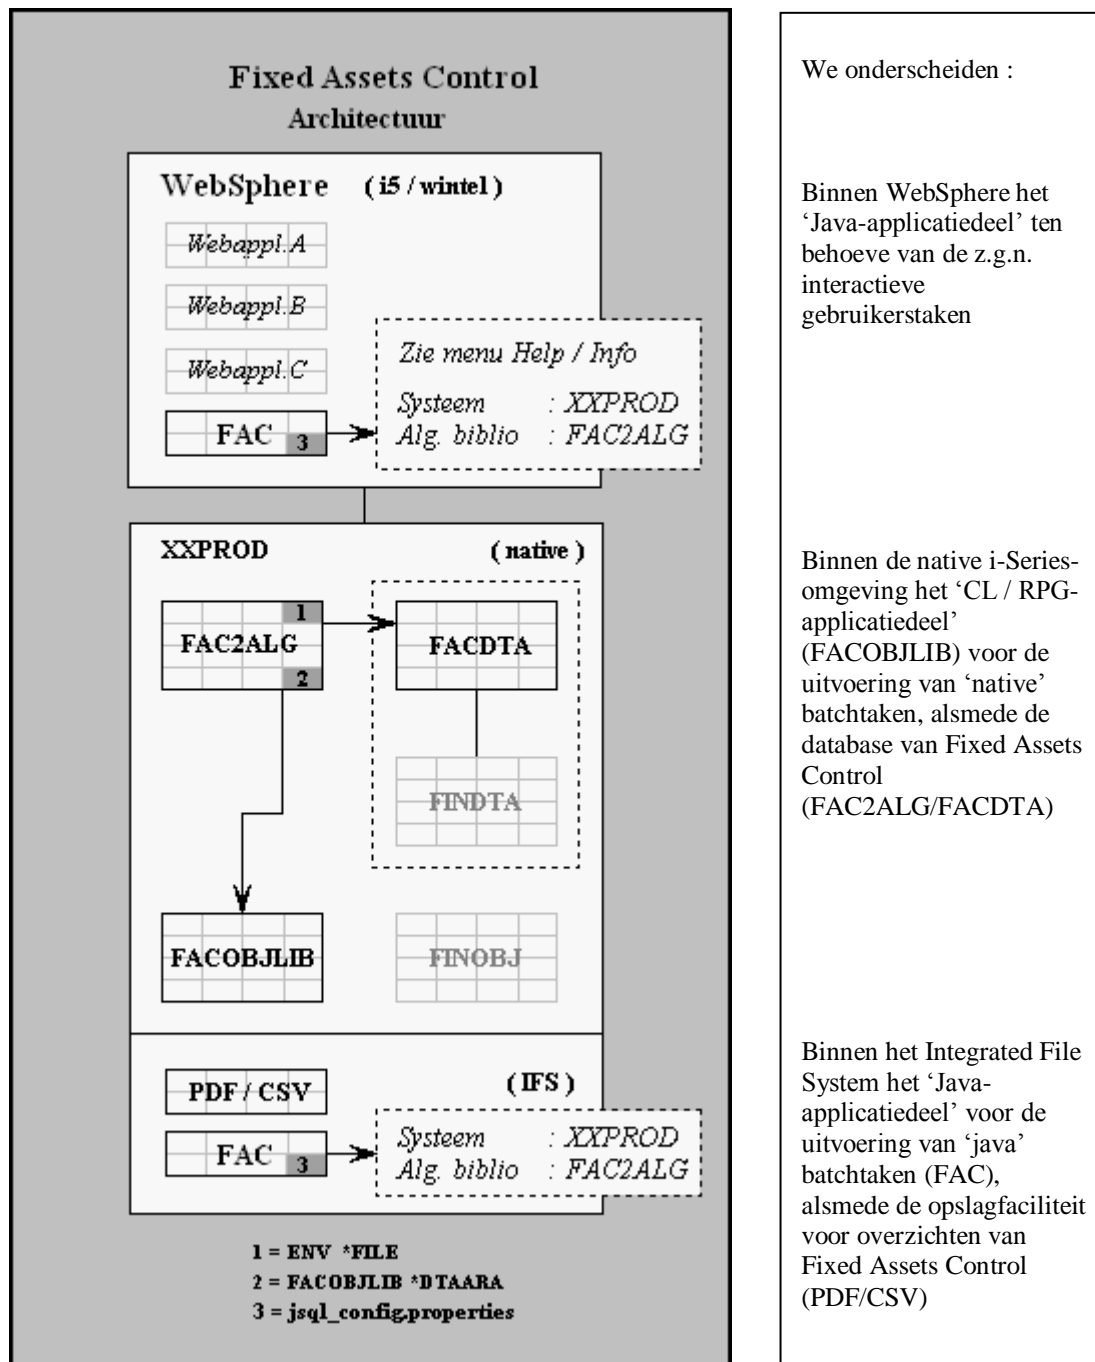 Fixed Assets Control
Architectuur
WebSphere ( i5 / wintel )
Webappl.A
Webappl.B
Webappl.C
FAC 3
Zie menu Help / Info
Systeem : XXPROD
Alg. biblio : FAC2ALG
XXPROD ( native )
1
FAC2ALG
2
FACDTA
FINDTA
FACOBJLIB
FINOBJ
( IFS )
PDF / CSV
FAC 3
Systeem : XXPROD
Alg. biblio : FAC2ALG
1 = ENV *FILE
2 = FACOBJLIB *DTAARA
3 = jsql_config.properties
We onderscheiden :
Binnen WebSphere het
‘Java-applicatiedeel’ ten
behoeve van de z.g.n.
interactieve
gebruikerstaken
Binnen de native i-Series-
omgeving het ‘CL / RPG-
applicatiedeel’
(FACOBJLIB) voor de
uitvoering van ‘native’
batchtaken, alsmede de
database van Fixed Assets
Control
(FAC2ALG/FACDTA)
Binnen het Integrated File
System het ‘Java-
applicatiedeel’ voor de
uitvoering van ‘java’
batchtaken (FAC),
alsmede de opslagfaciliteit
voor overzichten van
Fixed Assets Control
(PDF/CSV)